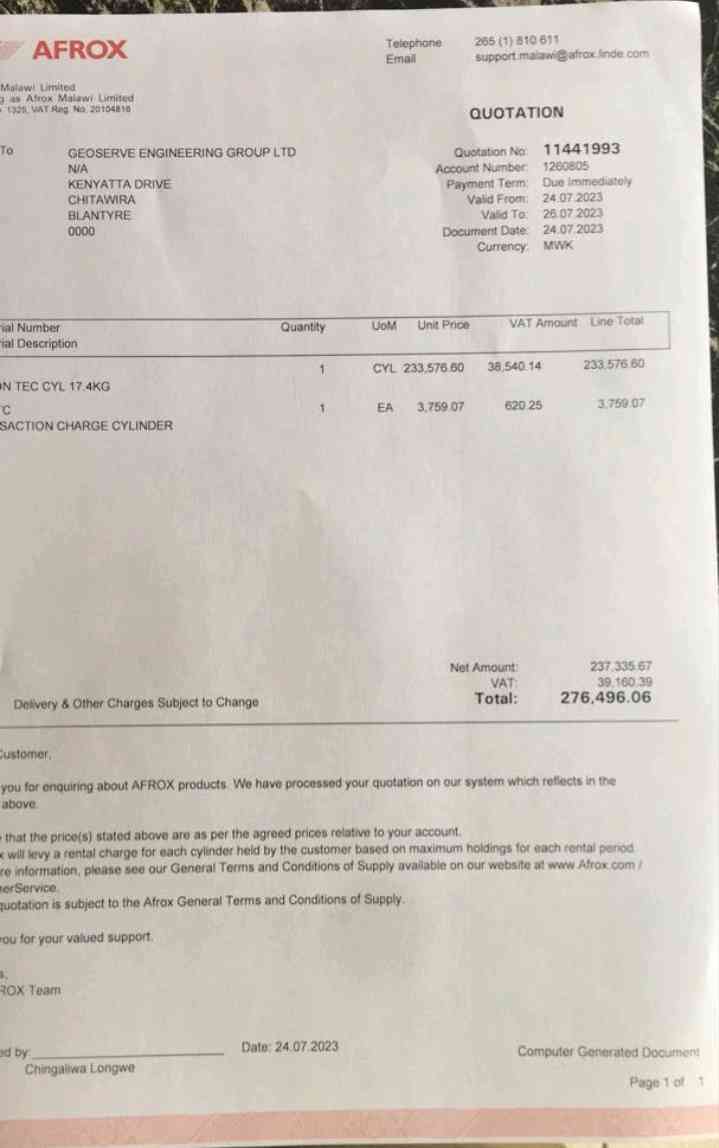 AFROX
Telephone 265 (1) 810 611
Email support.malawi@afrox.linde.com
Malawi Limited
g as Afrox Malawi Limited
1325, VAT Reg. No. 20104816
QUOTATION
To GEOSERVE ENGINEERING GROUP LTD
N/A
KENYATTA DRIVE
CHITAWIRA
BLANTYRE
0000
Quotation No: 11441993
Account Number: 1260805
Payment Term: Due Immediately
Valid From: 24.07.2023
Valid To: 26.07.2023
Document Date: 24.07.2023
Currency: MWK
ial Number Quantity UoM Unit Price VAT Amount Line Total
ial Description
1 CYL 233,576.60 38,540.14 233,576.60
ON TEC CYL 17.4KG
C 1 EA 3,759.07 620.25 3,759.07
SACTION CHARGE CYLINDER
Net Amount: 237,335.67
VAT: 39,160.39
Delivery & Other Charges Subject to Change Total: 276,496.06
Customer,
you for enquiring about AFROX products. We have processed your quotation on our system which reflects in the
above.
that the price(s) stated above are as per the agreed prices relative to your account.
x will levy a rental charge for each cylinder held by the customer based on maximum holdings for each rental period.
re information, please see our General Terms and Conditions of Supply available on our website at www.Afrox.com /
nerService.
quotation is subject to the Afrox General Terms and Conditions of Supply.
you for your valued support.
s,
ROX Team
ed by: Date: 24.07.2023
Chingaliwa Longwe
Computer Generated Document
Page 1 of 1